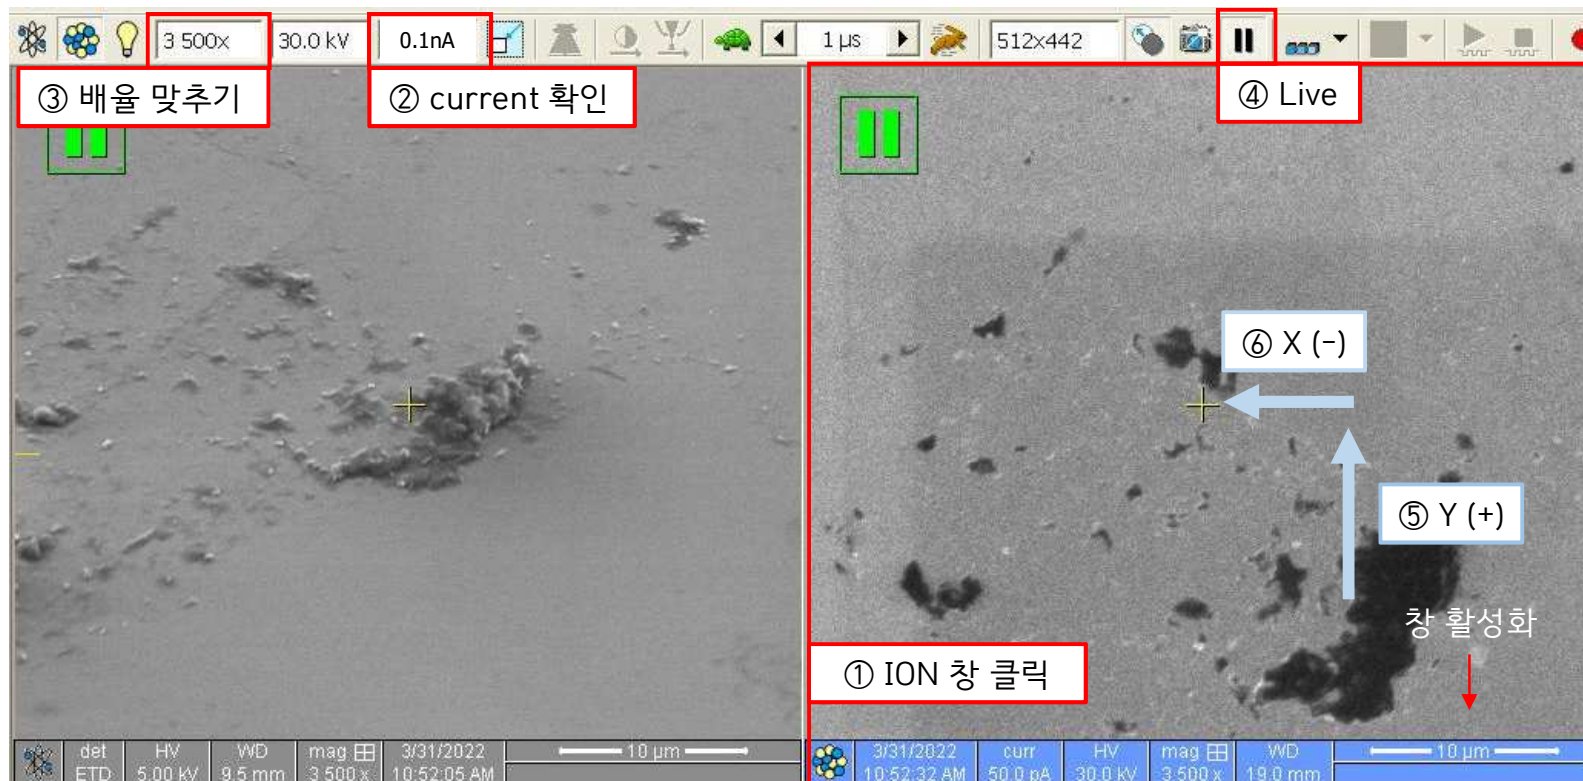 3 500x 30.0 kV 0.1nA 1 µs 512x442
③ 배율 맞추기
② current 확인
④ Live
⑥ X (-)
⑤ Y (+)
창 활성화
① ION 창 클릭
det HV WD mag 3/31/2022 10 µm
ETD 5.00 kV 9.5 mm 3 500 x 10:52:05 AM
3/31/2022 curr HV mag WD 10 µm
10:52:32 AM 50.0 pA 30.0 kV 3 500 x 19.0 mm